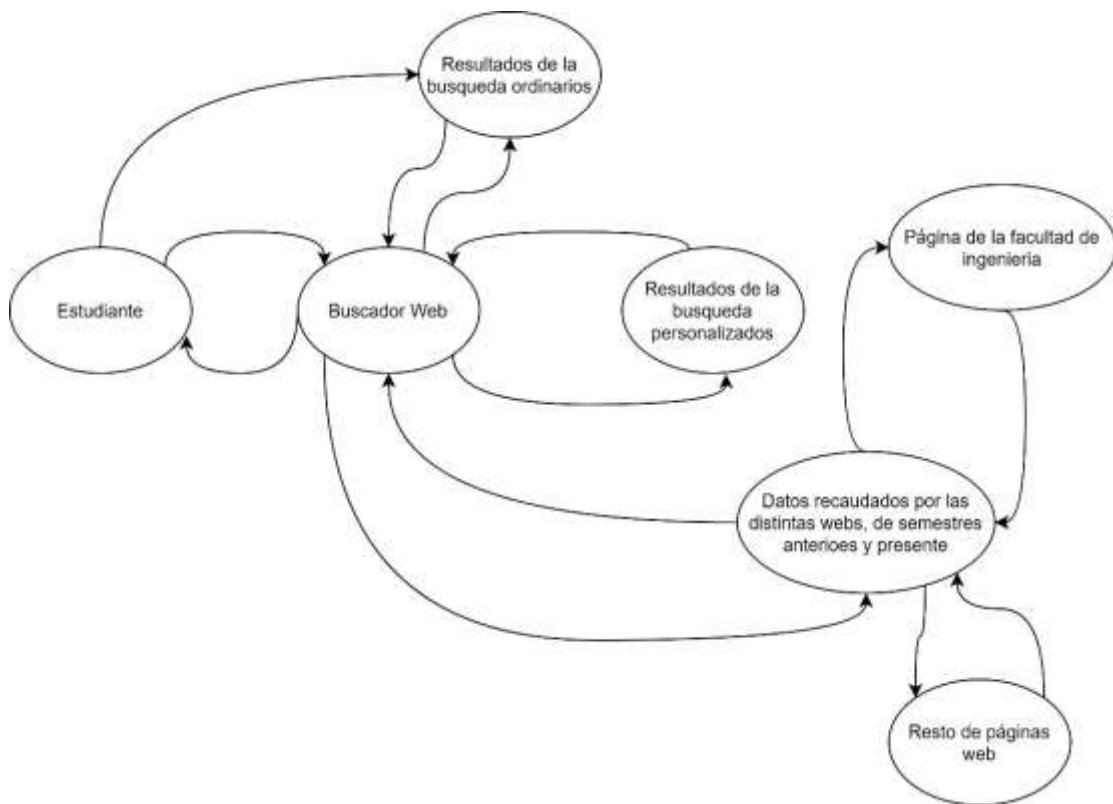 Resultados de la
busqueda ordinarios
Página de la facultad de
ingenieria
Estudiante
Buscador Web
Resultados de la
busqueda
personalizados
Datos recaudados por las
distintas webs, de semestres
anterioes y presente
Resto de páginas
web